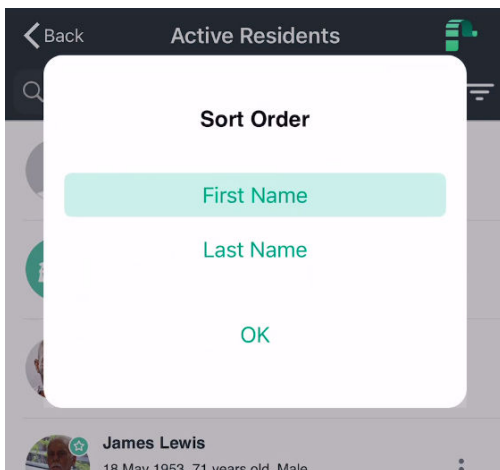 Back
Active Residents
Sort Order
First Name
Last Name
OK
James Lewis
18 May 1953, 71 years old, Male